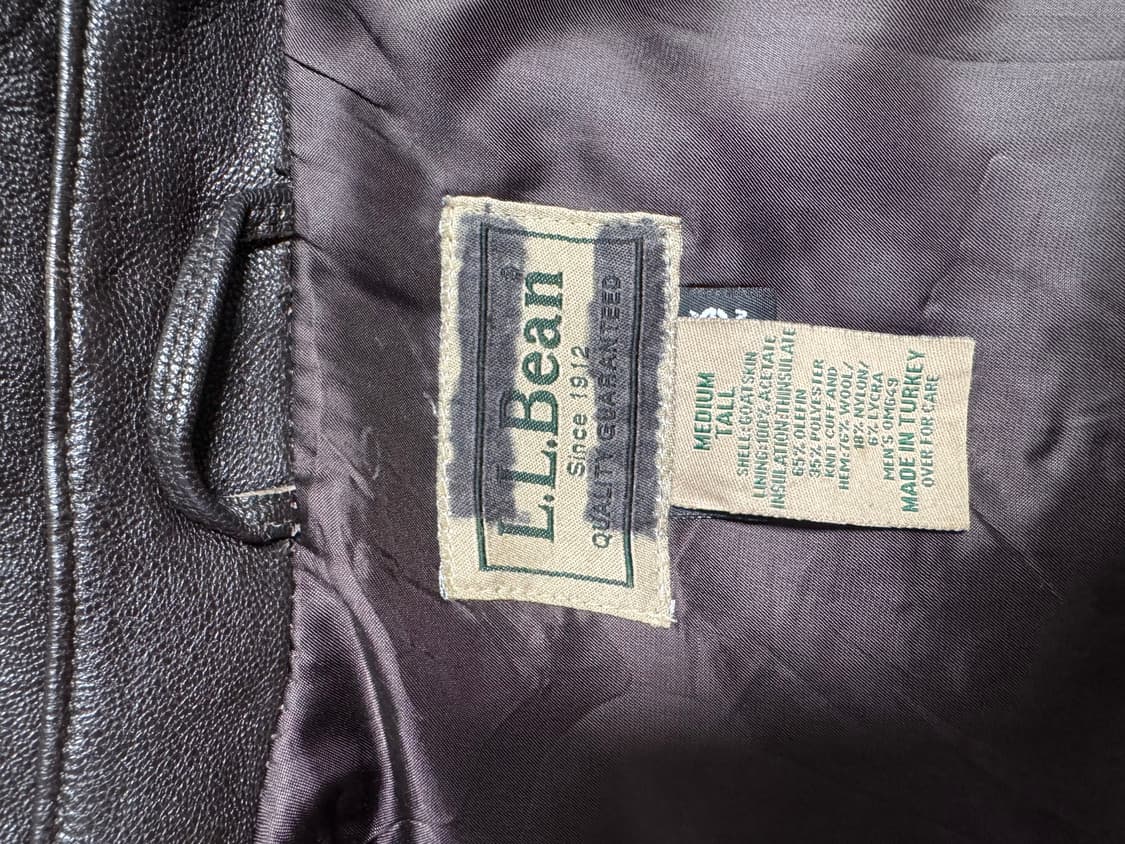 L.L.Bean
Since 1912
QUALITY GUARANTEED
MEDIUM
TALL
SHELL:GOATSKIN
LINING:100% ACETATE
INSULATION:THINSULATE
65% OLEFIN
35% POLYESTER
KNIT CUFF AND
HEM:76% WOOL/
18% NYLON/
6% LYCRA
MEN'S OM649
MADE IN TURKEY
OVER FOR CARE